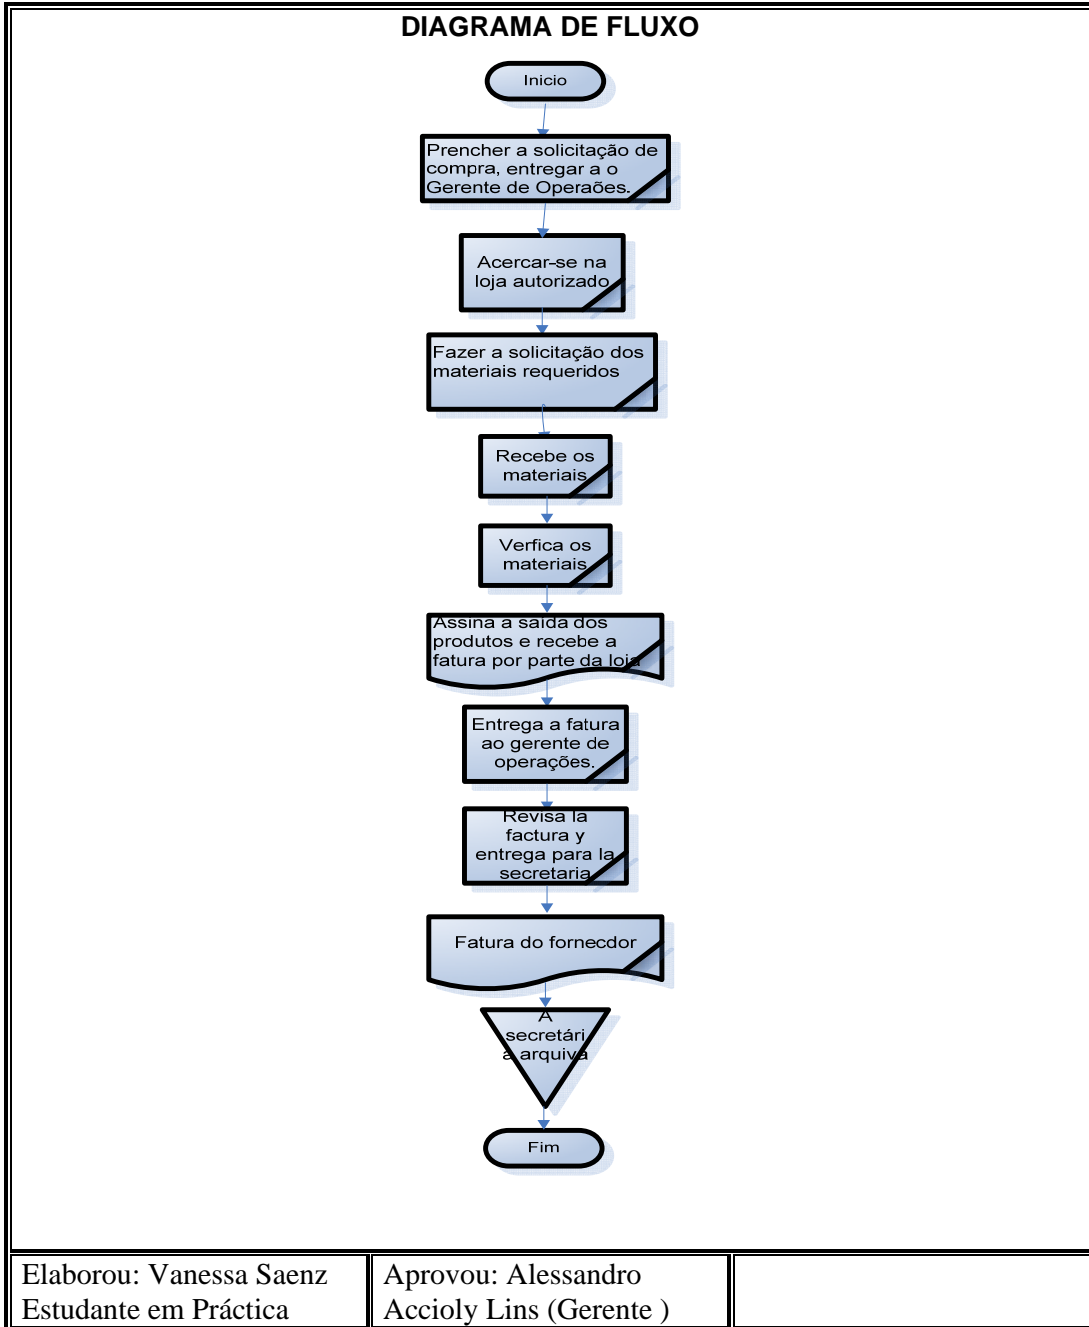 DIAGRAMA DE FLUXO
Inicio
Prencher a solicitação de
compra, entregar a o
Gerente de Operaões.
Acercar-se na
loja autorizado
Fazer a solicitação dos
materiais requeridos
Recebe os
materiais
Verfica os
materiais
Assina a saída dos
produtos e recebe a
fatura por parte da loja
Entrega a fatura
ao gerente de
operações.
Revisa la
factura y
entrega para la
secretaria
Fatura do fornecdor
A
secretári
a arquiva
Fim
Elaborou: Vanessa Saenz
Estudante em Práctica
Aprovou: Alessandro
Accioly Lins (Gerente )